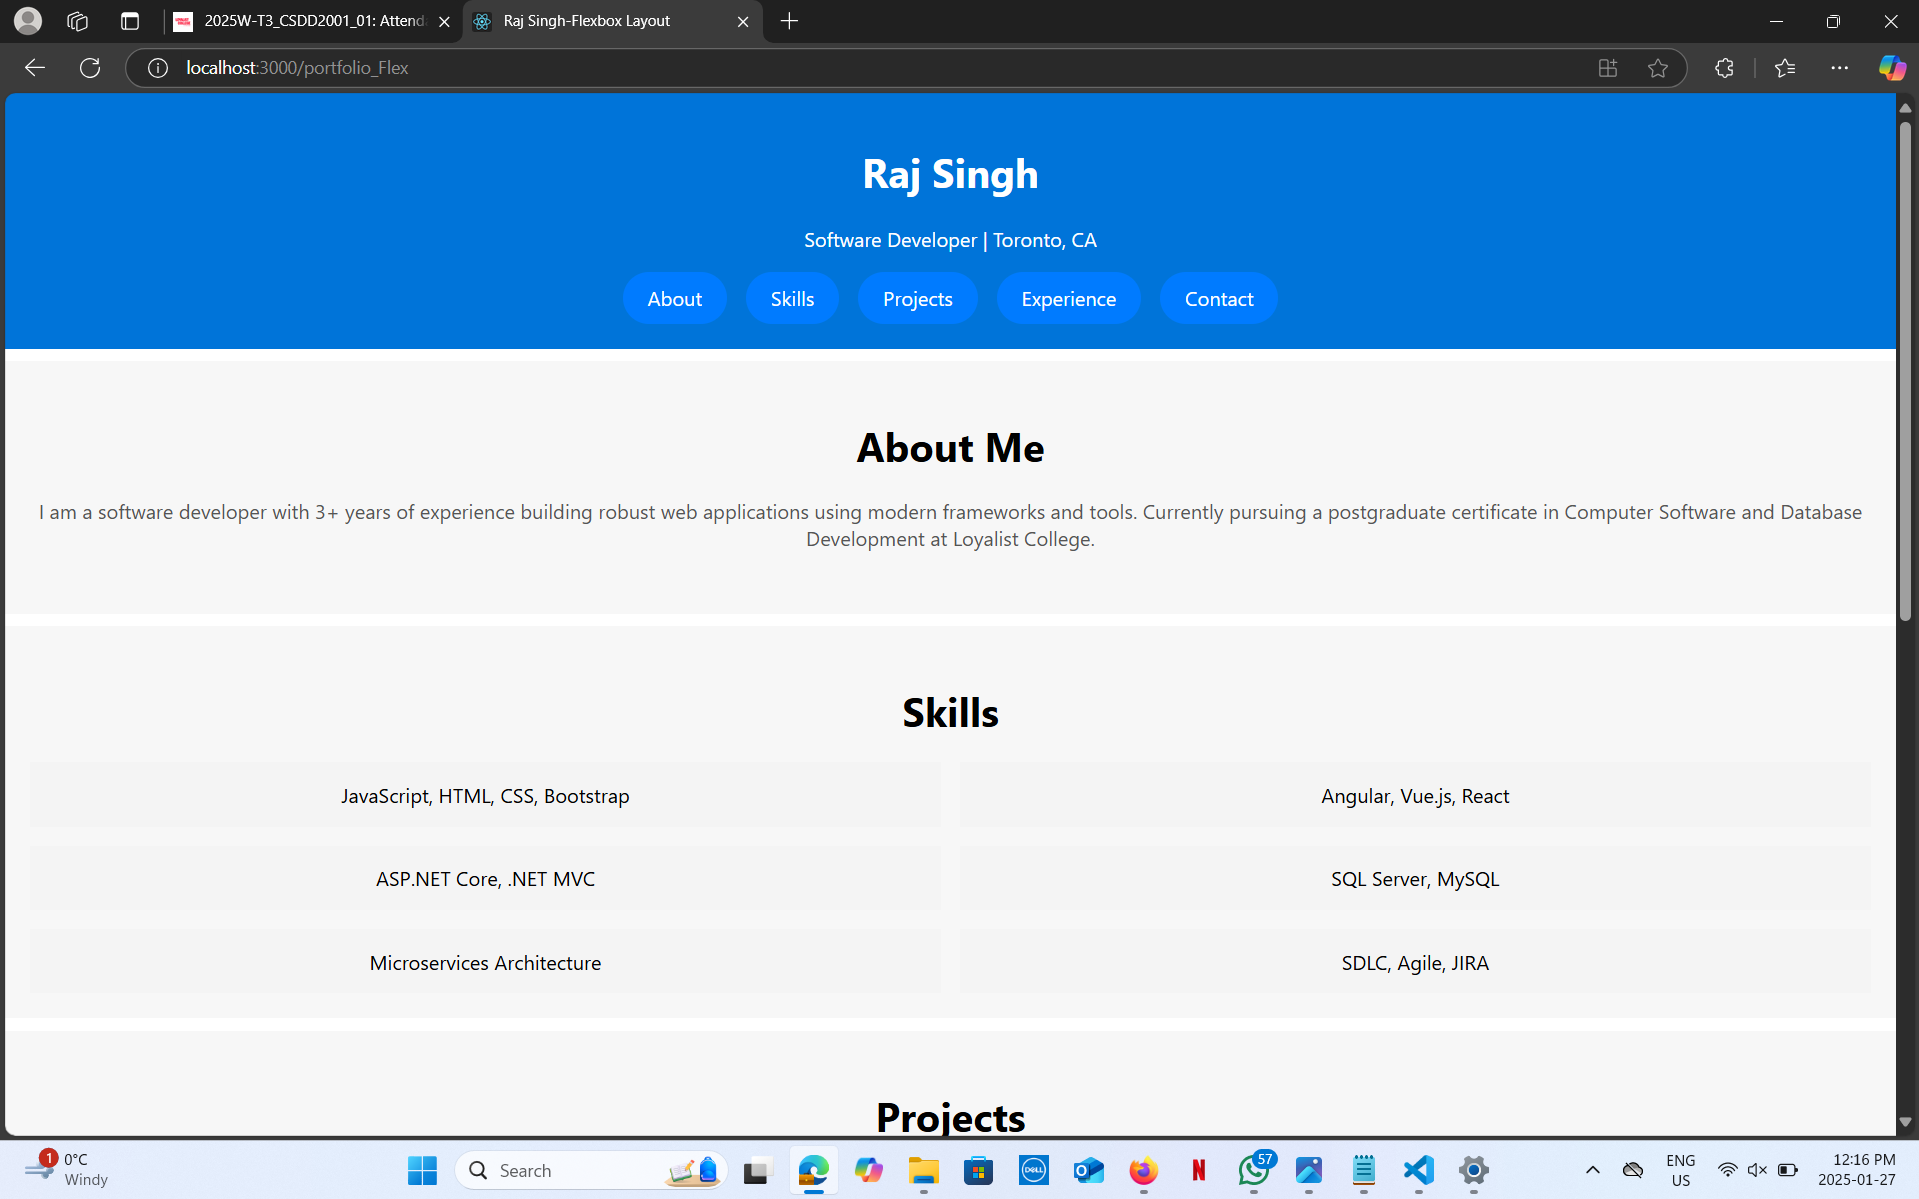 2025W-T3_CSDD2001_01: Attend
Raj Singh-Flexbox Layout
localhost:3000/portfolio_Flex
Raj Singh
Software Developer | Toronto, CA
About
Skills
Projects
Experience
Contact
About Me
I am a software developer with 3+ years of experience building robust web applications using modern frameworks and tools. Currently pursuing a postgraduate certificate in Computer Software and Database
Development at Loyalist College.
Skills
JavaScript, HTML, CSS, Bootstrap
Angular, Vue.js, React
ASP.NET Core, .NET MVC
SQL Server, MySQL
Microservices Architecture
SDLC, Agile, JIRA
Projects
1
0°C
Windy
Search
DELL
N
57
ENG
US
12:16 PM
2025-01-27